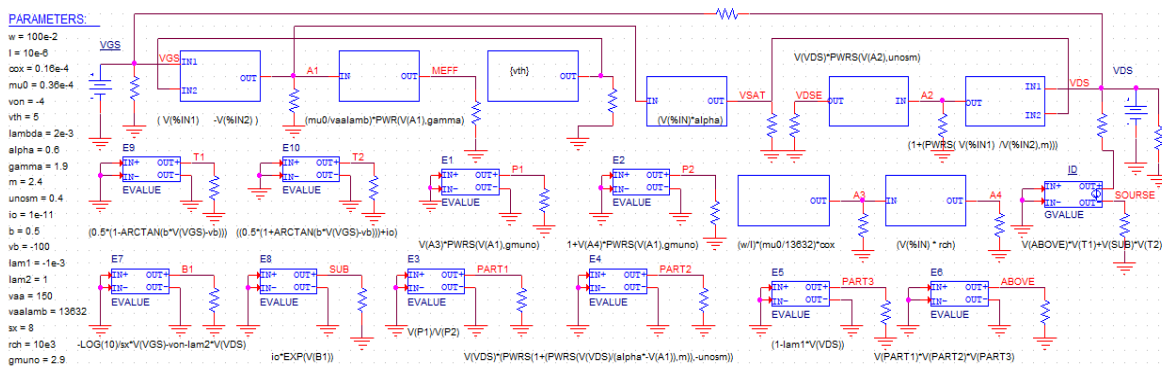 PARAMETERS:
w = 100e-2
l = 10e-6
cox = 0.16e-4
mu0 = 0.36e-4
von = -4
vth = 5
lambda = 2e-3
alpha = 0.6
gamma = 1.9
m = 2.4
unosm = 0.4
io = 1e-11
b = 0.5
vb = -100
lam1 = -1e-3
lam2 = 1
vaa = 150
vaalamb = 13632
sx = 8
rch = 10e3
gmuno = 2.9
VGS
VGS
IN1
IN2
OUT
A1
IN
OUT
MEFF
{vth}
OUT
IN
OUT
VSAT
V(VDS)*PWRS(V(A2),unosm)
VDSE
OUT
IN
A2
OUT
IN1
IN2
VDS
VDS
( V(%IN1) -V(%IN2) )
(mu0/vaalamb)*PWR(V(A1),gamma)
(V(%IN)*alpha)
(1+(PWRS( V(%IN1) /V(%IN2),m)))
E9
IN+ OUT+
IN- OUT-
EVALUE
T1
(0.5*(1-ARCTAN(b*V(VGS)-vb)))
E10
IN+ OUT+
IN- OUT-
EVALUE
T2
((0.5*(1+ARCTAN(b*V(VGS)-vb)))+io)
E1
IN+ OUT+
IN- OUT-
EVALUE
P1
V(A3)*PWRS(V(A1),gmuno)
E2
IN+ OUT+
IN- OUT-
EVALUE
P2
1+V(A4)*PWRS(V(A1),gmuno)
OUT
A3
IN
OUT
A4
(w/l)*(mu0/13632)*cox
(V(%IN) * rch)
ID
IN+ OUT+
IN- OUT-
GVALUE
SOURSE
V(ABOVE)*V(T1)+V(SUB)*V(T2)
E7
IN+ OUT+
IN- OUT-
EVALUE
B1
-LOG(10)/sx*V(VGS)-von-lam2*V(VDS)
E8
IN+ OUT+
IN- OUT-
EVALUE
SUB
io*EXP(V(B1))
E3
IN+ OUT+
IN- OUT-
EVALUE
PART1
V(P1)/V(P2)
E4
IN+ OUT+
IN- OUT-
EVALUE
PART2
V(VDS)*(PWRS(1+(PWRS(V(VDS)/(alpha*-V(A1)),m)),-unosm))
E5
IN+ OUT+
IN- OUT-
EVALUE
PART3
(1-lam1*V(VDS))
E6
IN+ OUT+
IN- OUT-
EVALUE
ABOVE
V(PART1)*V(PART2)*V(PART3)